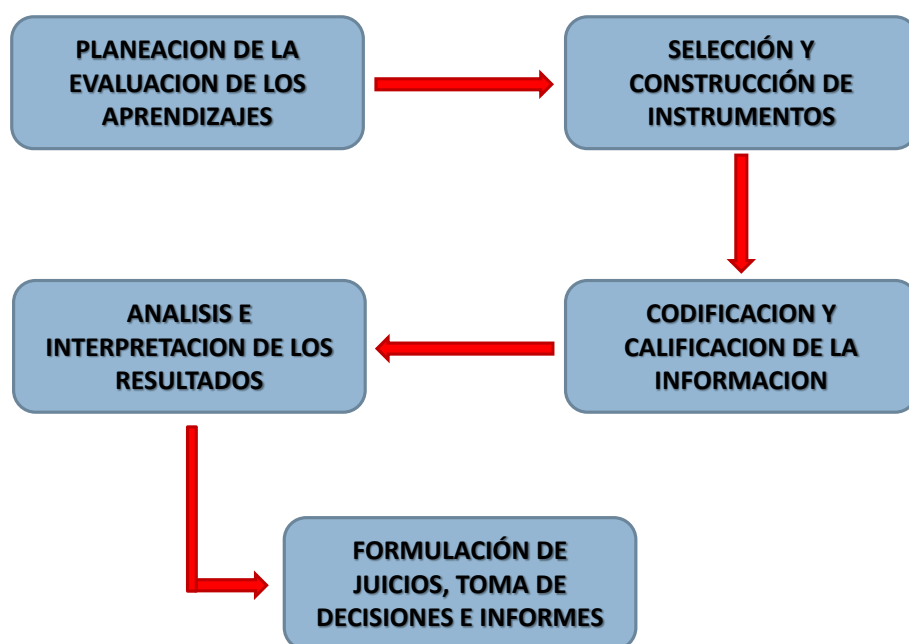 PLANEACION DE LA
EVALUACION DE LOS
APRENDIZAJES
SELECCIÓN Y
CONSTRUCCIÓN DE
INSTRUMENTOS
CODIFICACION Y
CALIFICACION DE LA
INFORMACION
ANALISIS E
INTERPRETACION DE LOS
RESULTADOS
FORMULACIÓN DE
JUICIOS, TOMA DE
DECISIONES E INFORMES